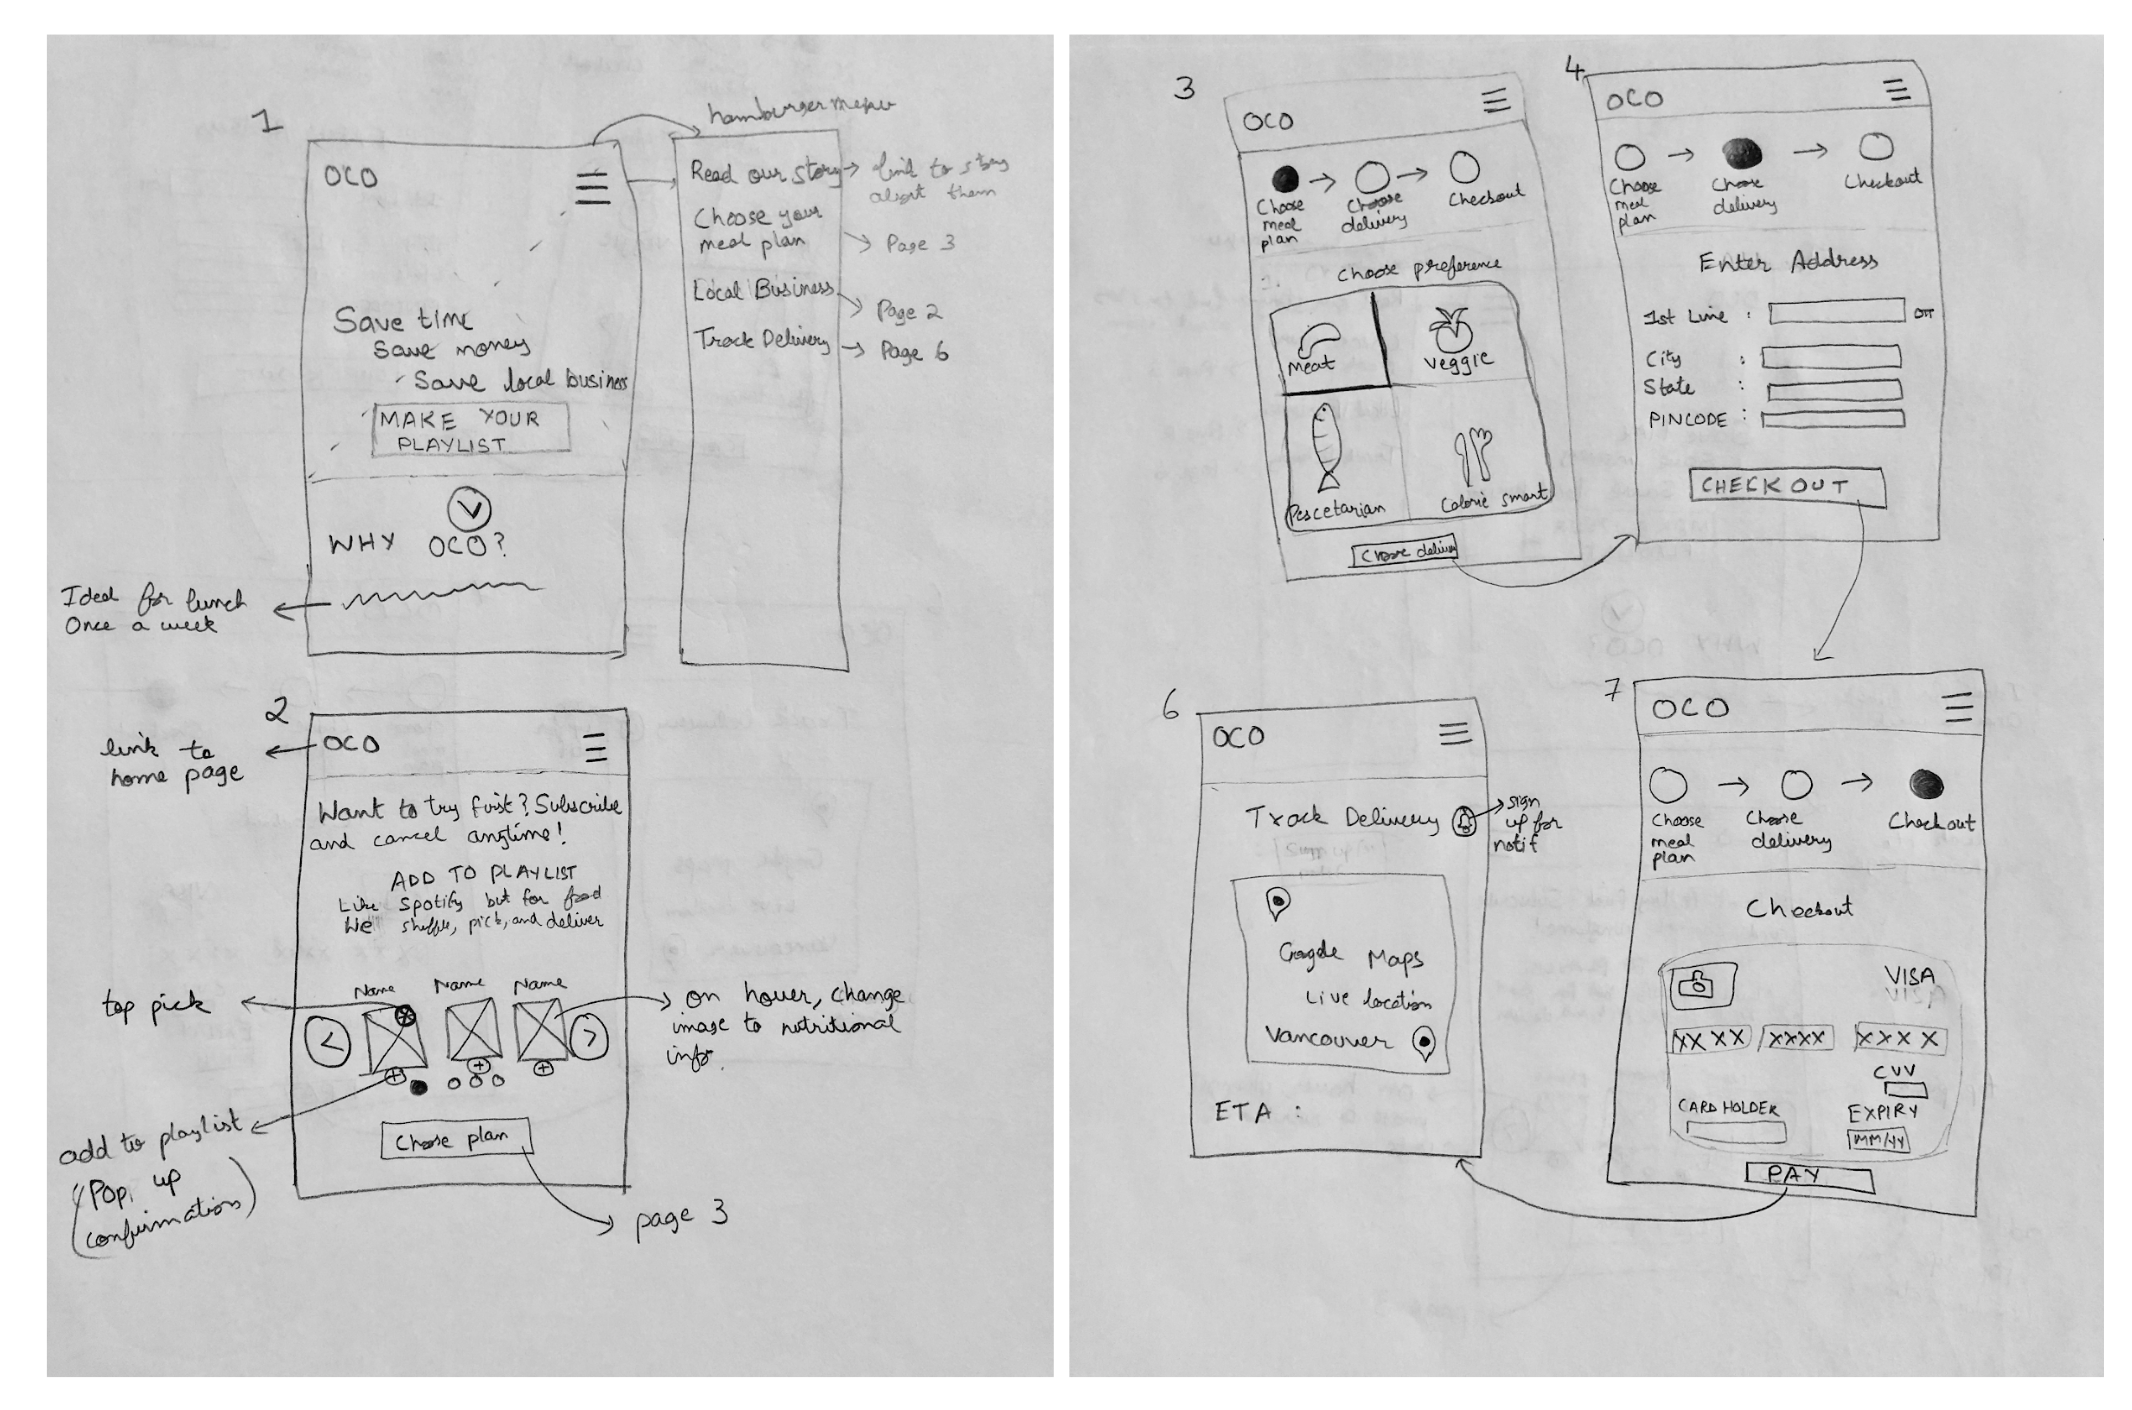 1
OCO
Save time
Save money
Save local business
MAKE YOUR
PLAYLIST
WHY OCO?
Ideal for lunch
Once a week
hamburger menu
Read our story
link to story
about them
Choose your
meal plan
Page 3
Local Business
Page 2
Track Delivery
Page 6
2
OCO
link to
home page
Want to try first? Subscribe
and cancel anytime!
ADD TO PLAYLIST
Like Spotify but for food
We shuffle, pick, and deliver
Name Name Name
top pick
< >
on hover, change
image to nutritional
info.
add to playlist
(Pop up
confirmation)
Choose plan
page 3
3
OCO
Choose
meal
plan
Choose
delivery
Checkout
Choose preference
Meat
Veggie
Pescetarian
Calorie smart
Choose delivery
4
OCO
Choose
meal
plan
Choose
delivery
Checkout
Enter Address
1st Line :
City :
State :
PINCODE :
CHECKOUT
6
OCO
Track Delivery
sign
up for
notif
Google Maps
Live location
Vancouver
ETA :
7
OCO
Choose
meal
plan
Choose
delivery
Checkout
Checkout
VISA
XXXX XXXX XXXX
CVV
CARD HOLDER
EXPIRY
MM/YY
PAY